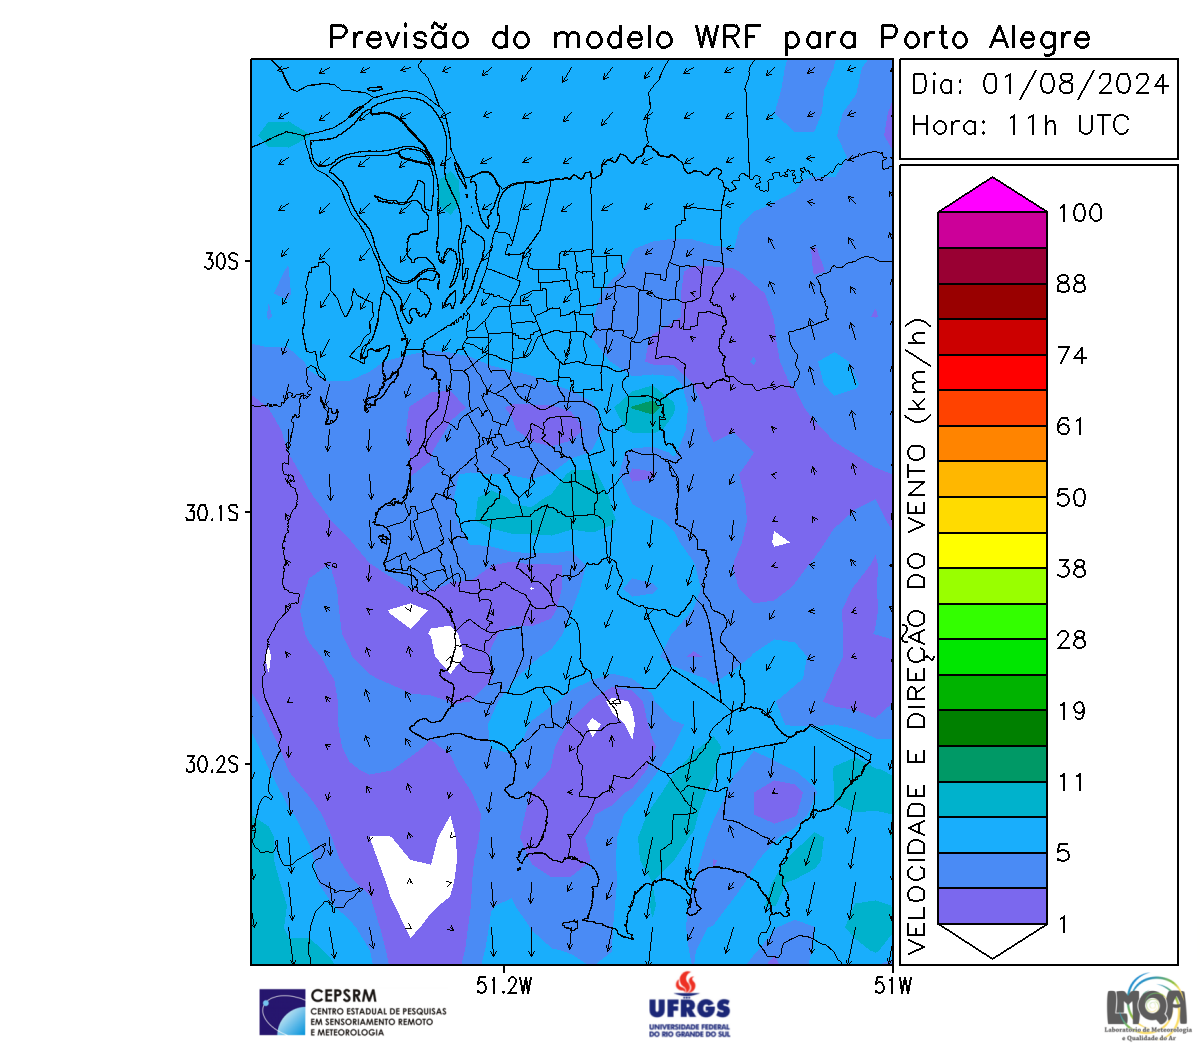 Previsão do modelo WRF para Porto Alegre
Dia: 01/08/2024
Hora: 11h UTC
30S
30.1S
30.2S
51.2W
51W
VELOCIDADE E DIREÇÃO DO VENTO (km/h)
100
88
74
61
50
38
28
19
11
5
1
CEPSRM
CENTRO ESTADUAL DE PESQUISAS
EM SENSORIAMENTO REMOTO
E METEOROLOGIA
UFRGS
UNIVERSIDADE FEDERAL
DO RIO GRANDE DO SUL
LMQA
Laboratório de Meteorologia
e Qualidade do Ar